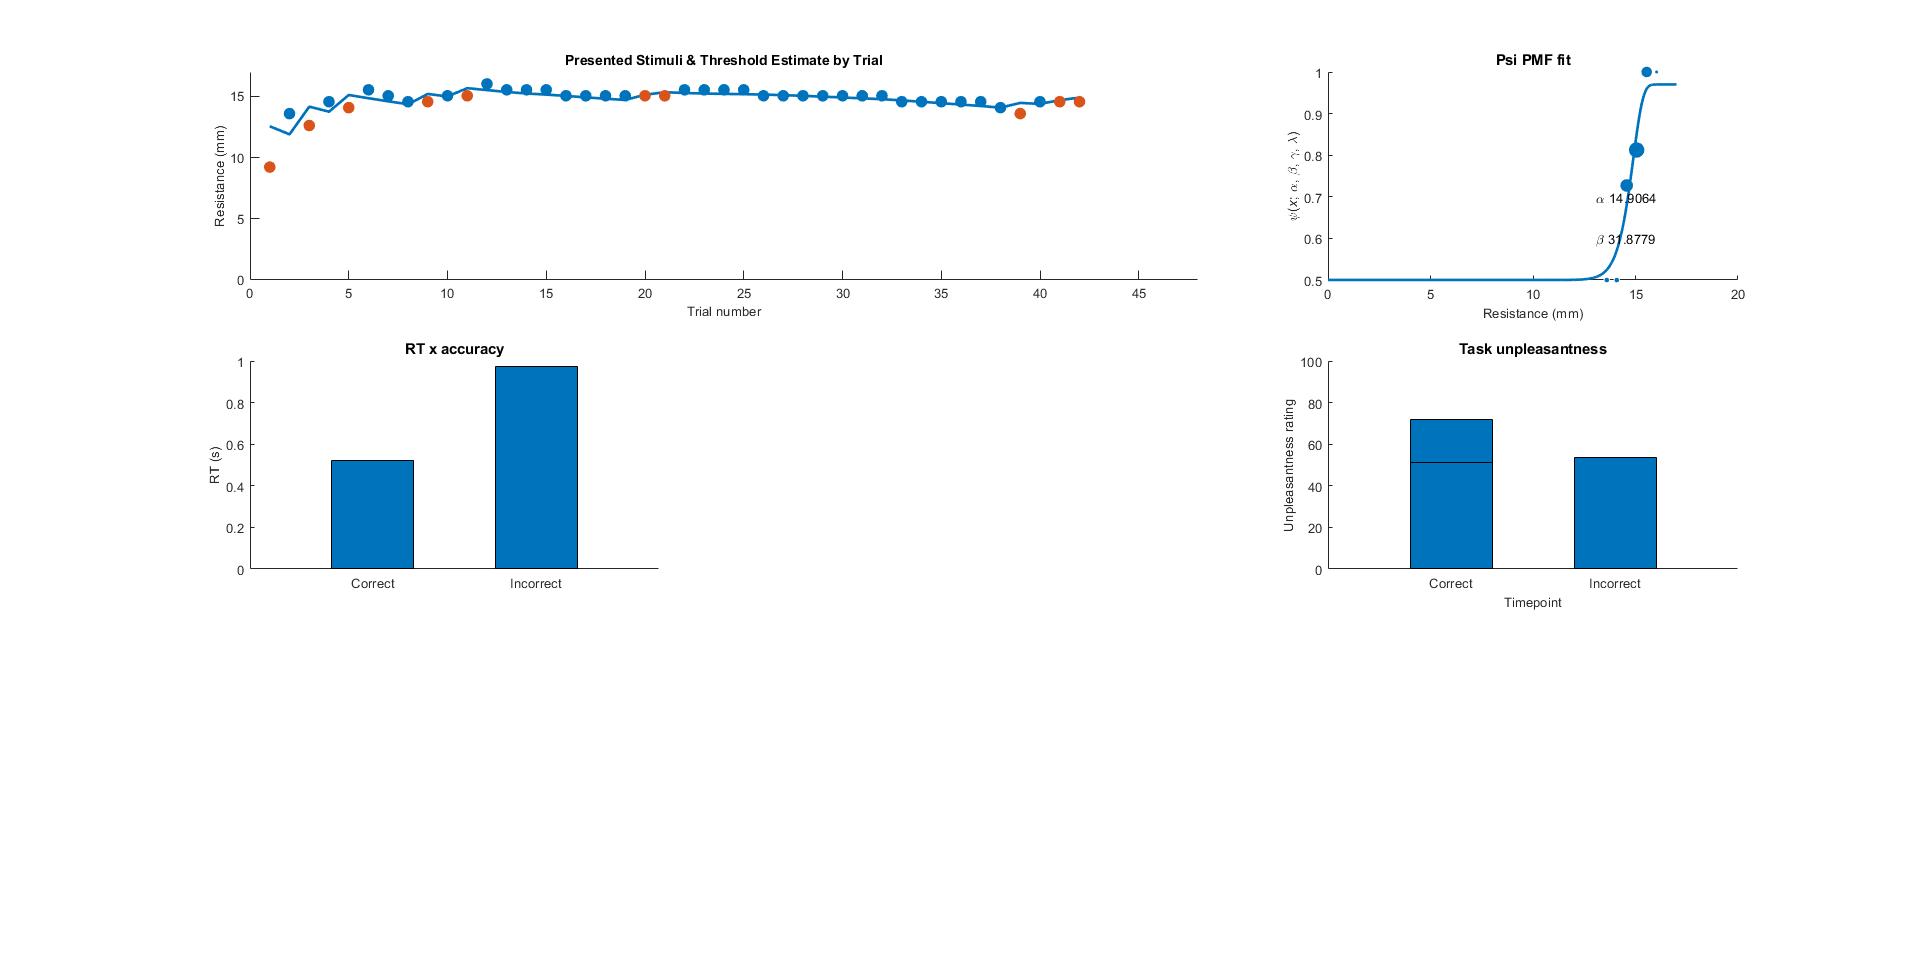 Presented Stimuli & Threshold Estimate by Trial
Resistance (mm)
15
10
5
0
0 5 10 15 20 25 30 35 40 45
Trial number
Psi PMF fit
ψ(x; α, β, γ, λ)
1
0.9
0.8
0.7
0.6
0.5
α 14.9064
β 31.8779
0 5 10 15 20
Resistance (mm)
RT x accuracy
RT (s)
1
0.8
0.6
0.4
0.2
0
Correct Incorrect
Task unpleasantness
Unpleasantness rating
100
80
60
40
20
0
Correct Incorrect
Timepoint